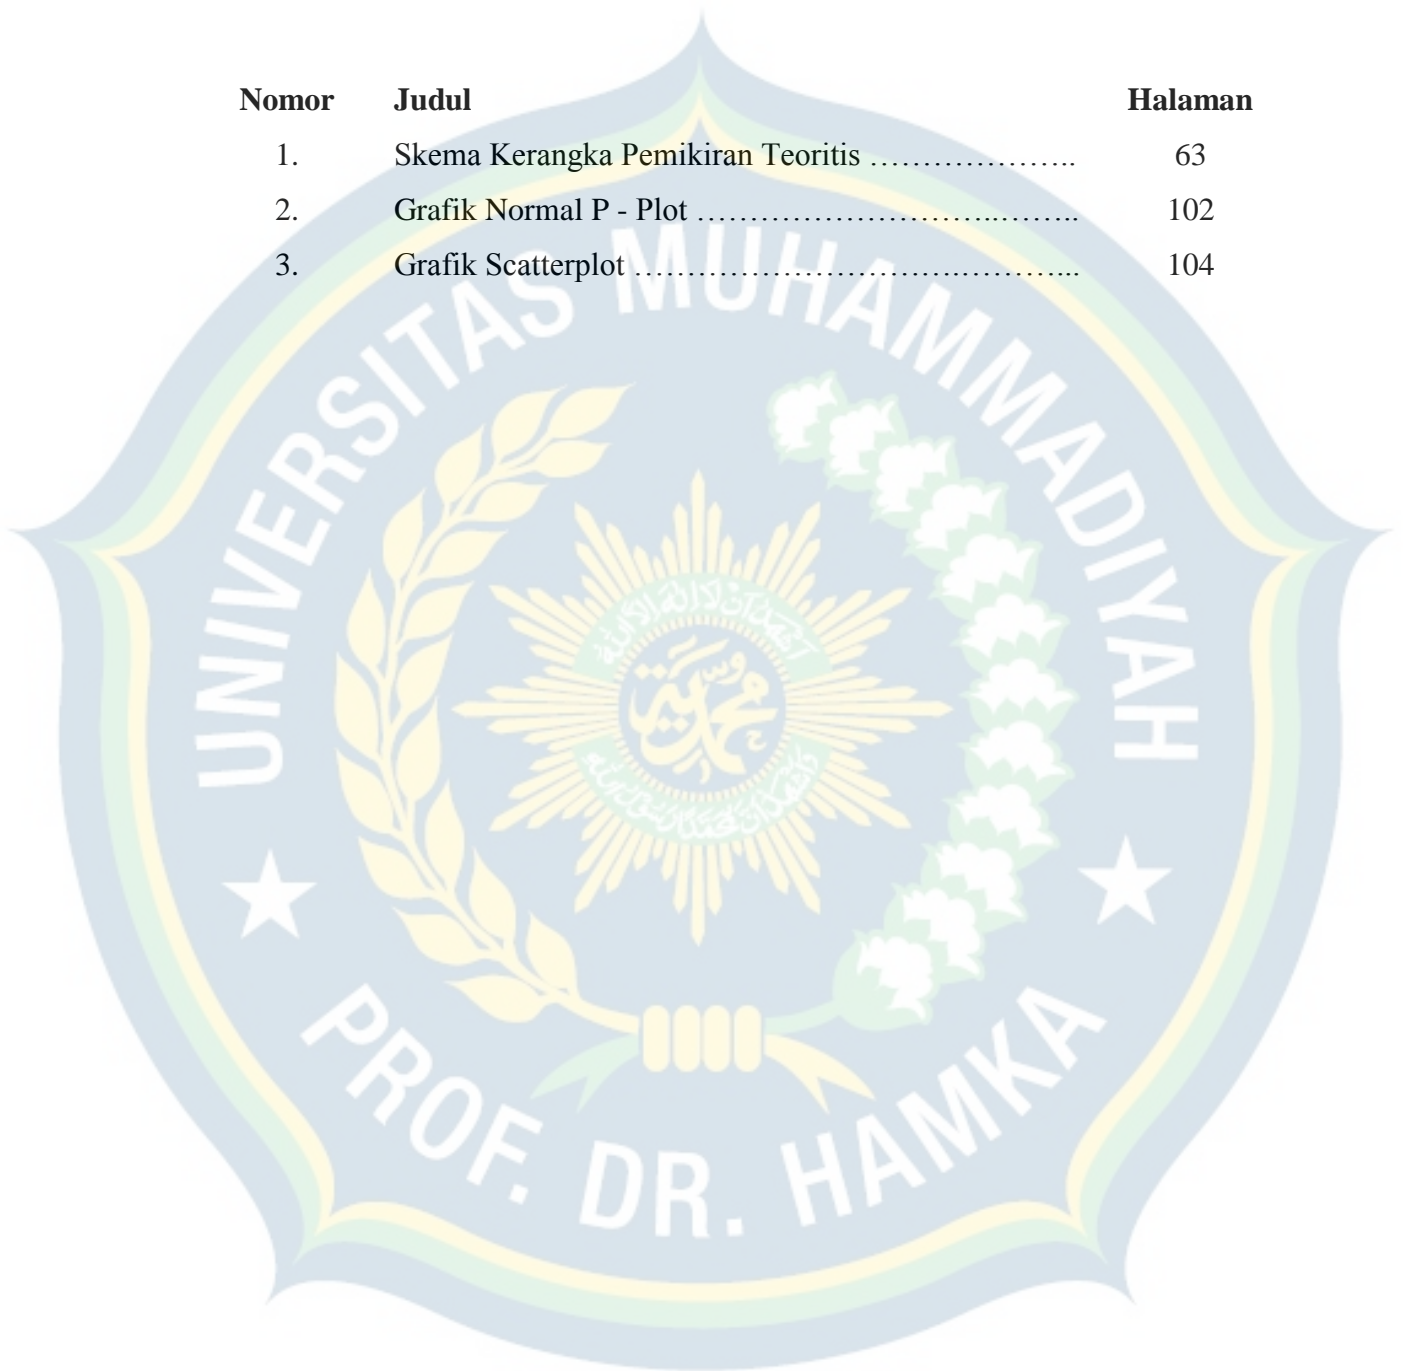 Nomor Judul Halaman
1. Skema Kerangka Pemikiran Teoritis ……………….. 63
2. Grafik Normal P - Plot ………………………..…….. 102
3. Grafik Scatterplot ………………………….………... 104
UNIVERSITAS MUHAMMADIYAH
محمدية
PROF. DR. HAMKA